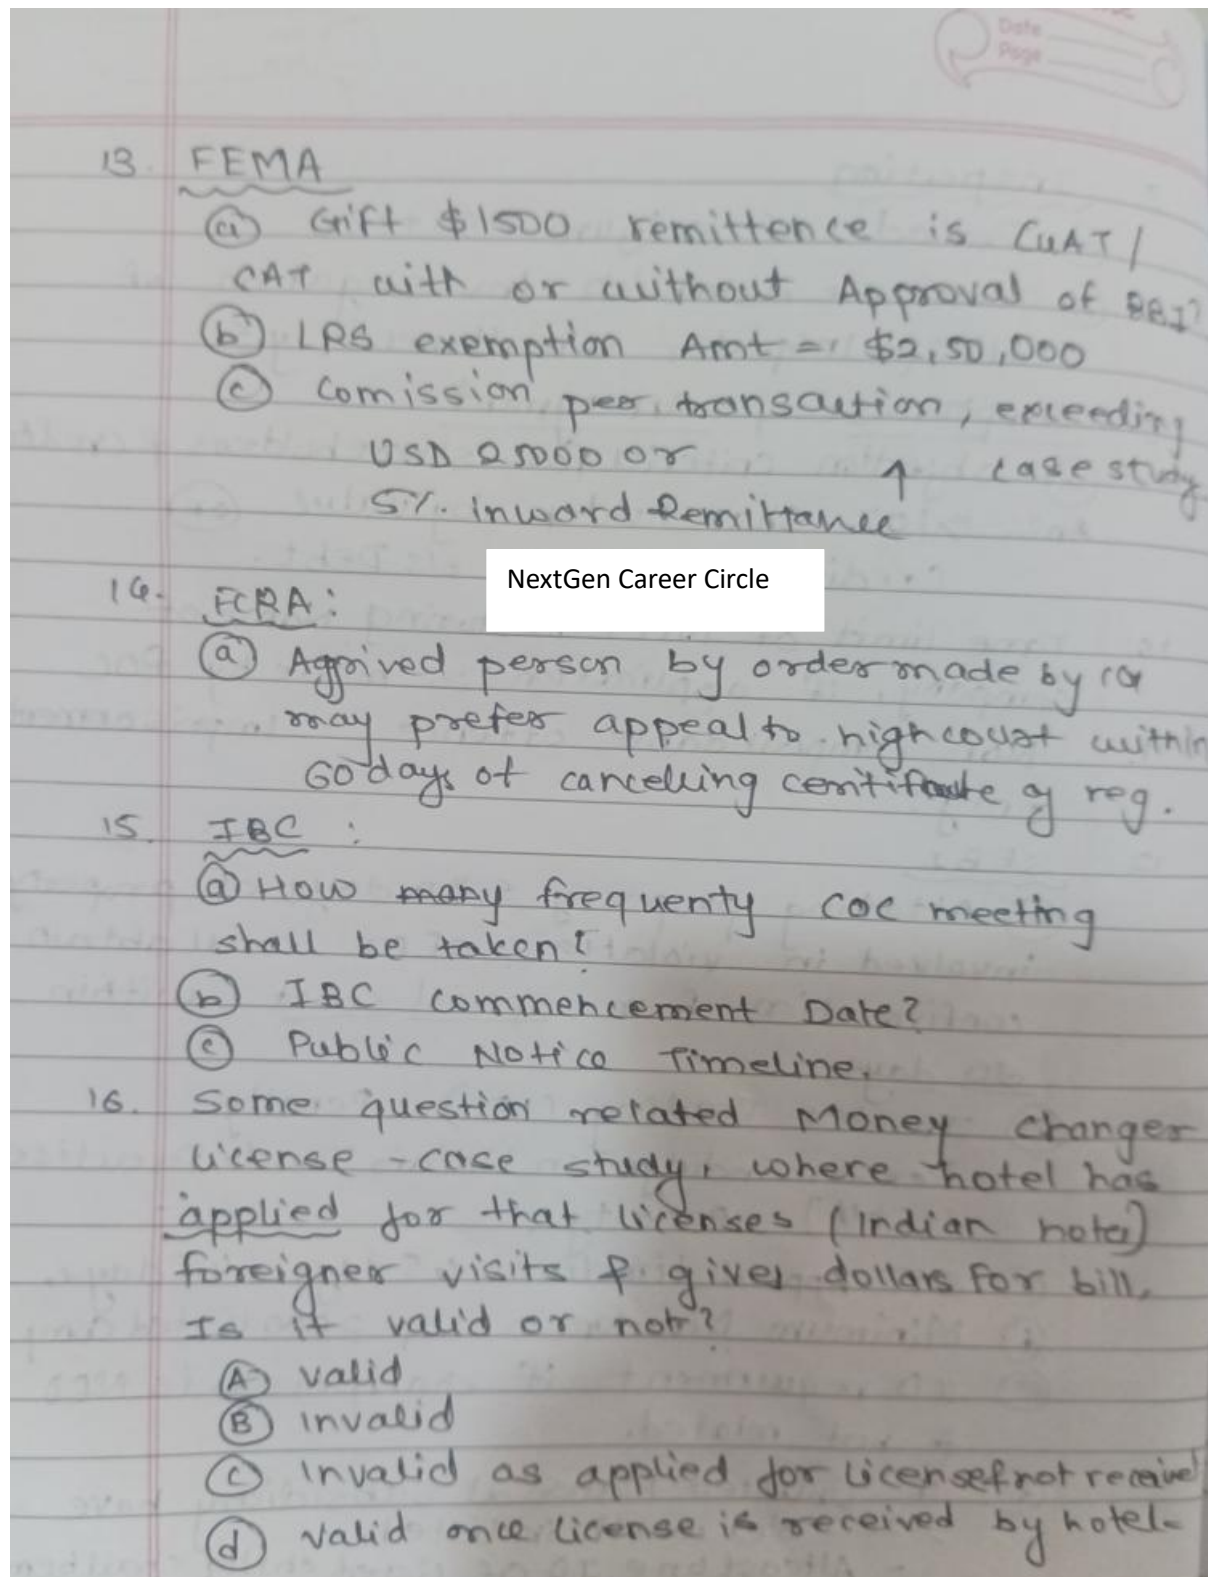 Date
Page
13. FEMA
(a) Gift $1500 remittence is CuAT /
CAT with or without Approval of RBI?
(b) LRS exemption Amt = $2,50,000
(c) Comission per transaction, exceeding
USD 25000 or ↑ case study
5% inward Remittance
NextGen Career Circle
14. FCRA:
(a) Aggrived person by order made by CG
may prefer appeal to high court within
60 days of cancelling certificate of reg.
15. IBC :
(a) How many frequenty COC meeting
shall be taken?
(b) IBC commencement Date?
(c) Public Notice Timeline.
16. Some question related Money changer
license - case study, where hotel has
applied for that licenses (Indian hotel)
foreigner visits & gives dollars for bill,
Is it valid or not?
(A) valid
(B) invalid
(C) invalid as applied for license & not received
(d) valid once license is received by hotel.